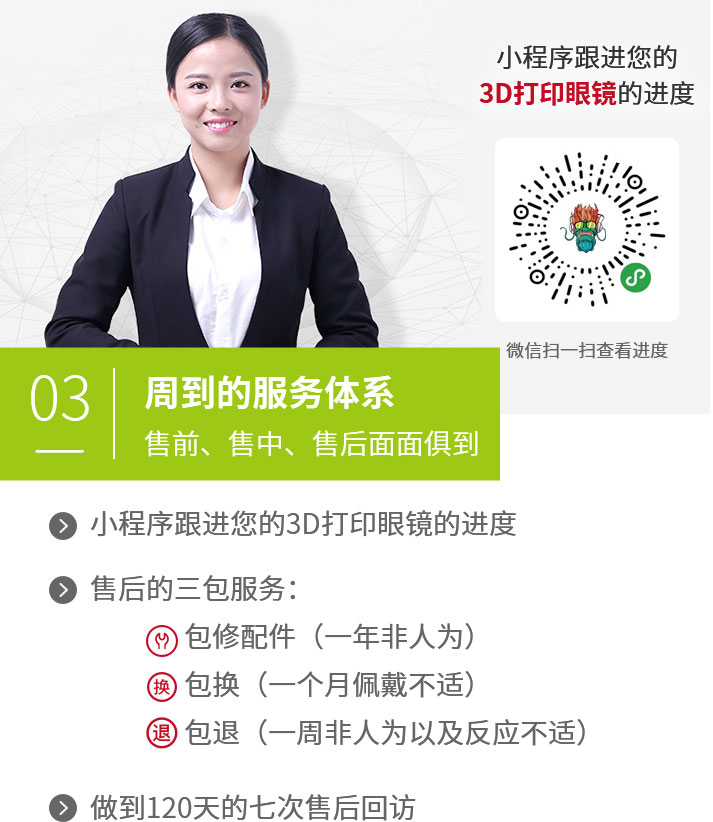 小程序跟进您的
3D打印眼镜的进度
微信扫一扫查看进度
03
周到的服务体系
售前、售中、售后面面俱到
小程序跟进您的3D打印眼镜的进度
售后的三包服务：
包修配件（一年非人为）
换 包换（一个月佩戴不适）
退 包退（一周非人为以及反应不适）
做到120天的七次售后回访